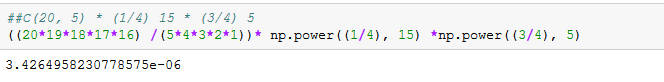 ##C(20, 5) * (1/4) 15 * (3/4) 5
((20*19*18*17*16) /(5*4*3*2*1))* np.power((1/4), 15) *np.power((3/4), 5)
3.4264958230778575e-06